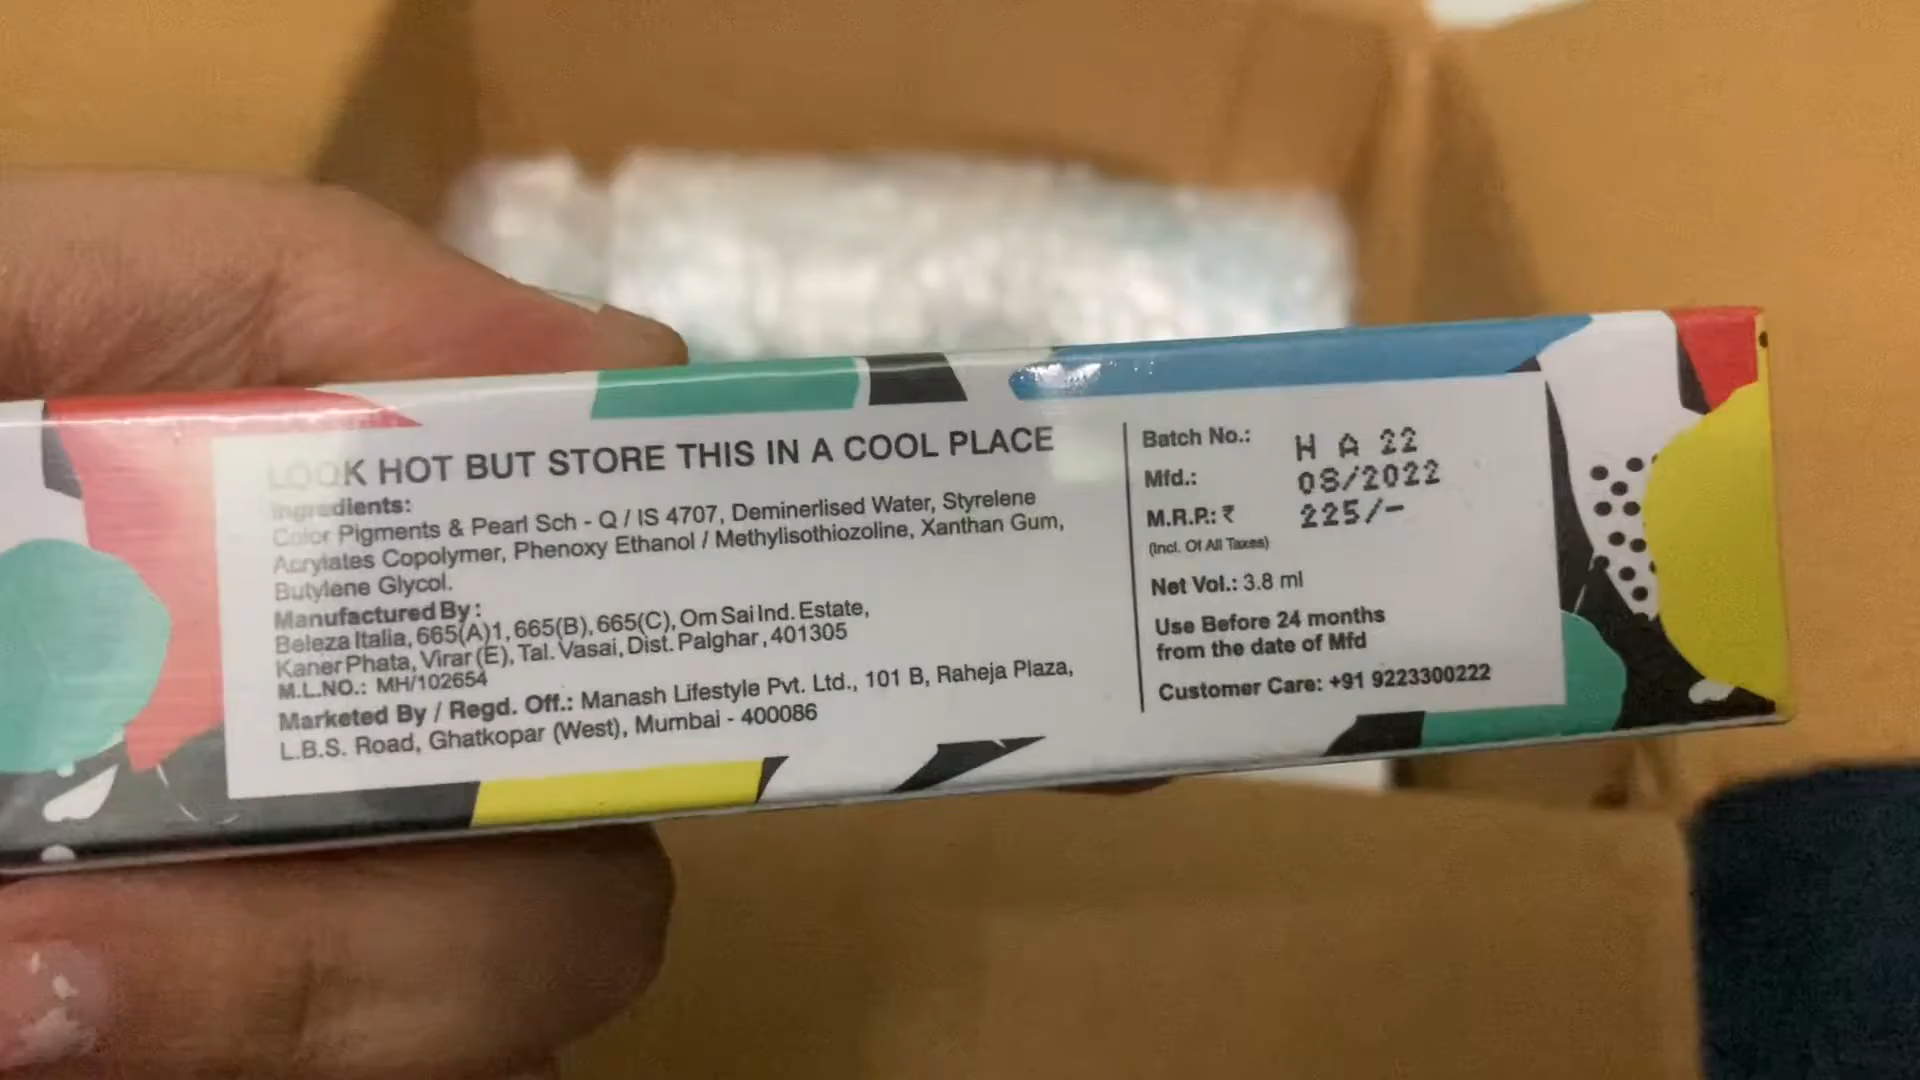 LOOK HOT BUT STORE THIS IN A COOL PLACE
Ingredients:
Color Pigments & Pearl Sch - Q / IS 4707, Deminerlised Water, Styrelene
Acrylates Copolymer, Phenoxy Ethanol / Methylisothiozoline, Xanthan Gum,
Butylene Glycol.
Manufactured By :
Beleza Italia, 665(A)1, 665(B), 665(C), Om Sai Ind. Estate,
Kaner Phata, Virar (E), Tal. Vasai, Dist. Palghar, 401305
M.L.NO.: MH/102654
Marketed By / Regd. Off.: Manash Lifestyle Pvt. Ltd., 101 B, Raheja Plaza,
L.B.S. Road, Ghatkopar (West), Mumbai - 400086
Batch No.: H A 22
Mfd.: 08/2022
M.R.P.: ₹ 225/-
(Incl. Of All Taxes)
Net Vol.: 3.8 ml
Use Before 24 months
from the date of Mfd
Customer Care: +91 9223300222